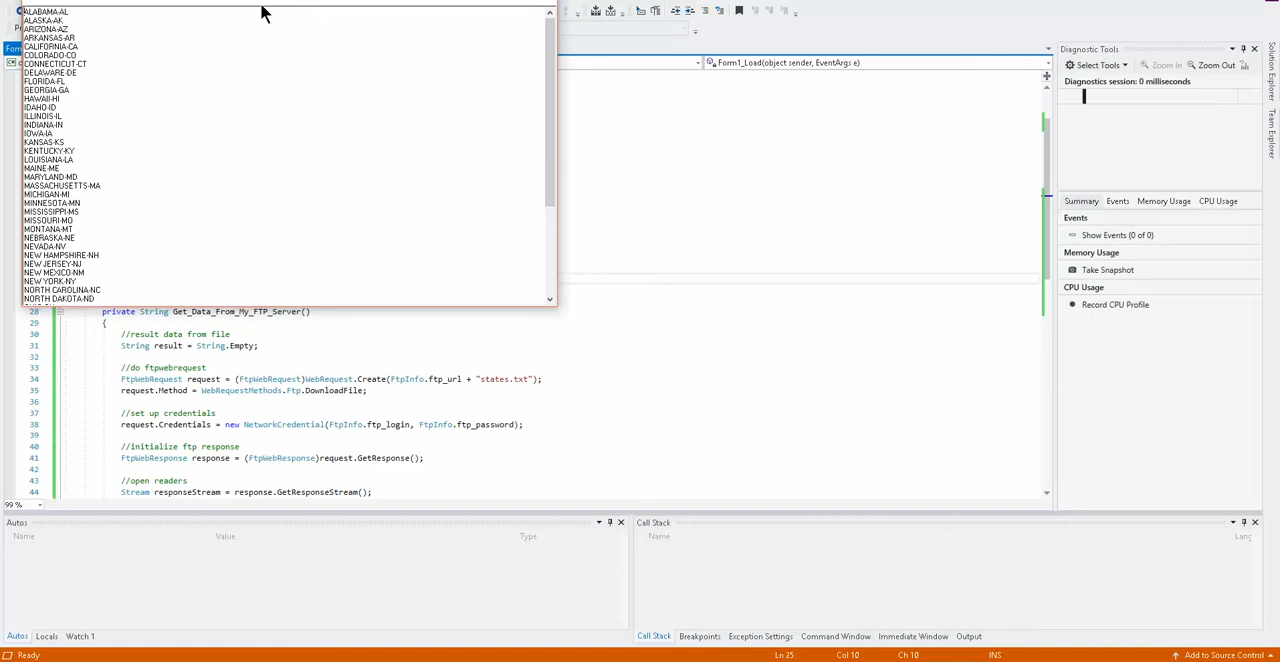 ALABAMA-AL
ALASKA-AK
ARIZONA-AZ
ARKANSAS-AR
CALIFORNIA-CA
COLORADO-CO
CONNECTICUT-CT
DELAWARE-DE
FLORIDA-FL
GEORGIA-GA
HAWAII-HI
IDAHO-ID
ILLINOIS-IL
INDIANA-IN
IOWA-IA
KANSAS-KS
KENTUCKY-KY
LOUISIANA-LA
MAINE-ME
MARYLAND-MD
MASSACHUSETTS-MA
MICHIGAN-MI
MINNESOTA-MN
MISSISSIPPI-MS
MISSOURI-MO
MONTANA-MT
NEBRASKA-NE
NEVADA-NV
NEW HAMPSHIRE-NH
NEW JERSEY-NJ
NEW MEXICO-NM
NEW YORK-NY
NORTH CAROLINA-NC
NORTH DAKOTA-ND
Form1_Load(object sender, EventArgs e)
28 private String Get_Data_From_My_FTP_Server()
29 {
30 //result data from file
31 String result = String.Empty;
32
33 //do ftpwebrequest
34 FtpWebRequest request = (FtpWebRequest)WebRequest.Create(FtpInfo.ftp_url + "states.txt");
35 request.Method = WebRequestMethods.Ftp.DownloadFile;
36
37 //set up credentials
38 request.Credentials = new NetworkCredential(FtpInfo.ftp_login, FtpInfo.ftp_password);
39
40 //initialize ftp response
41 FtpWebResponse response = (FtpWebResponse)request.GetResponse();
42
43 //open readers
44 Stream responseStream = response.GetResponseStream();
99 %
Diagnostic Tools
Select Tools Zoom In Zoom Out
Diagnostics session: 0 milliseconds
Summary Events Memory Usage CPU Usage
Events
Show Events (0 of 0)
Memory Usage
Take Snapshot
CPU Usage
Record CPU Profile
Solution Explorer
Team Explorer
Autos
Name Value Type
Autos Locals Watch 1
Call Stack
Name Lang
Call Stack Breakpoints Exception Settings Command Window Immediate Window Output
Ready Ln 25 Col 10 Ch 10 INS Add to Source Control